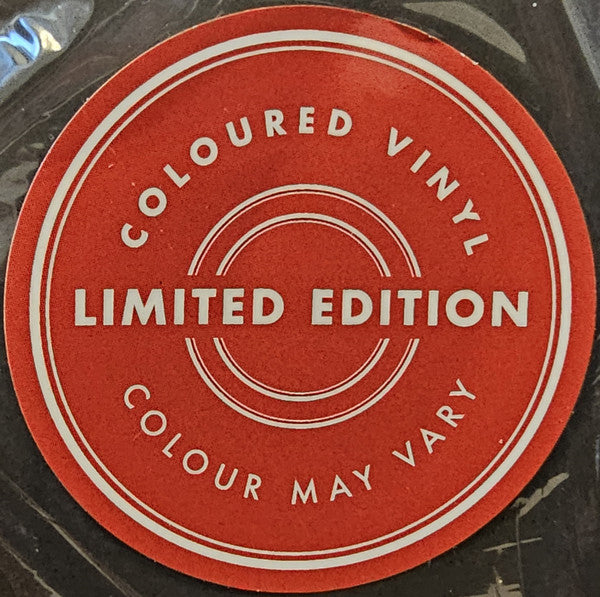 COLOURED VINYL
LIMITED EDITION
COLOUR MAY VARY